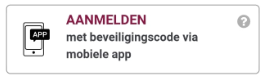 AANMELDEN
?
APP
met beveiligingscode via
mobiele app